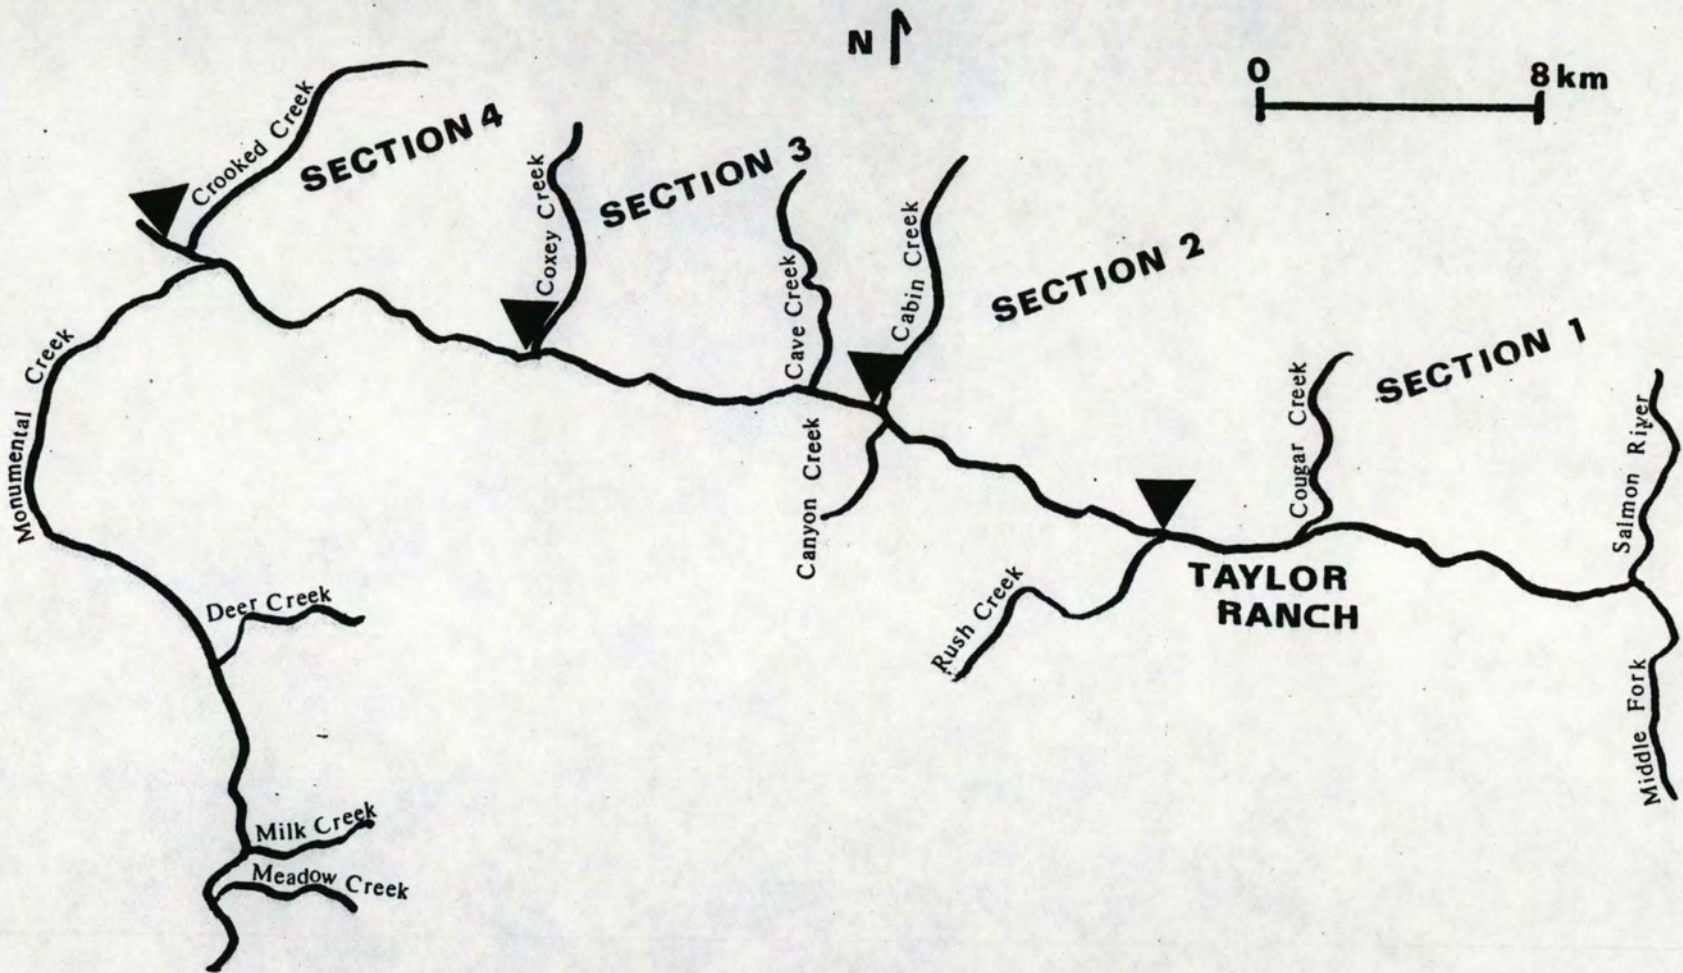 N
0 8 km
Crooked Creek
SECTION 4
Coxey Creek
SECTION 3
Cave Creek
Cabin Creek
SECTION 2
Cougar Creek
SECTION 1
Salmon River
Monumental Creek
Canyon Creek
Rush Creek
TAYLOR
RANCH
Deer Creek
Middle Fork
Milk Creek
Meadow Creek